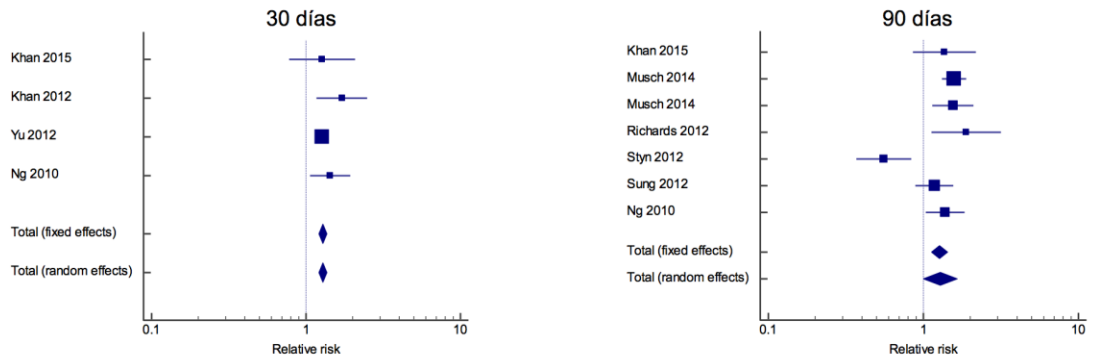 30 días
Khan 2015
Khan 2012
Yu 2012
Ng 2010
Total (fixed effects)
Total (random effects)
0.1
1
10
Relative risk
90 días
Khan 2015
Musch 2014
Musch 2014
Richards 2012
Styn 2012
Sung 2012
Ng 2010
Total (fixed effects)
Total (random effects)
0.1
1
10
Relative risk